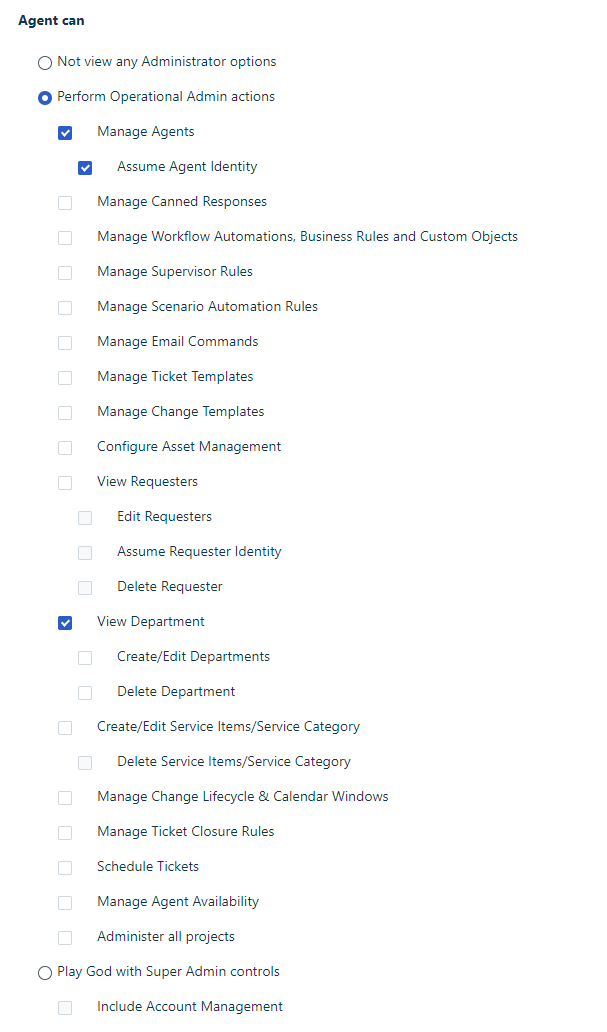 Agent can
Not view any Administrator options
Perform Operational Admin actions
Manage Agents
Assume Agent Identity
Manage Canned Responses
Manage Workflow Automations, Business Rules and Custom Objects
Manage Supervisor Rules
Manage Scenario Automation Rules
Manage Email Commands
Manage Ticket Templates
Manage Change Templates
Configure Asset Management
View Requesters
Edit Requesters
Assume Requester Identity
Delete Requester
View Department
Create/Edit Departments
Delete Department
Create/Edit Service Items/Service Category
Delete Service Items/Service Category
Manage Change Lifecycle & Calendar Windows
Manage Ticket Closure Rules
Schedule Tickets
Manage Agent Availability
Administer all projects
Play God with Super Admin controls
Include Account Management